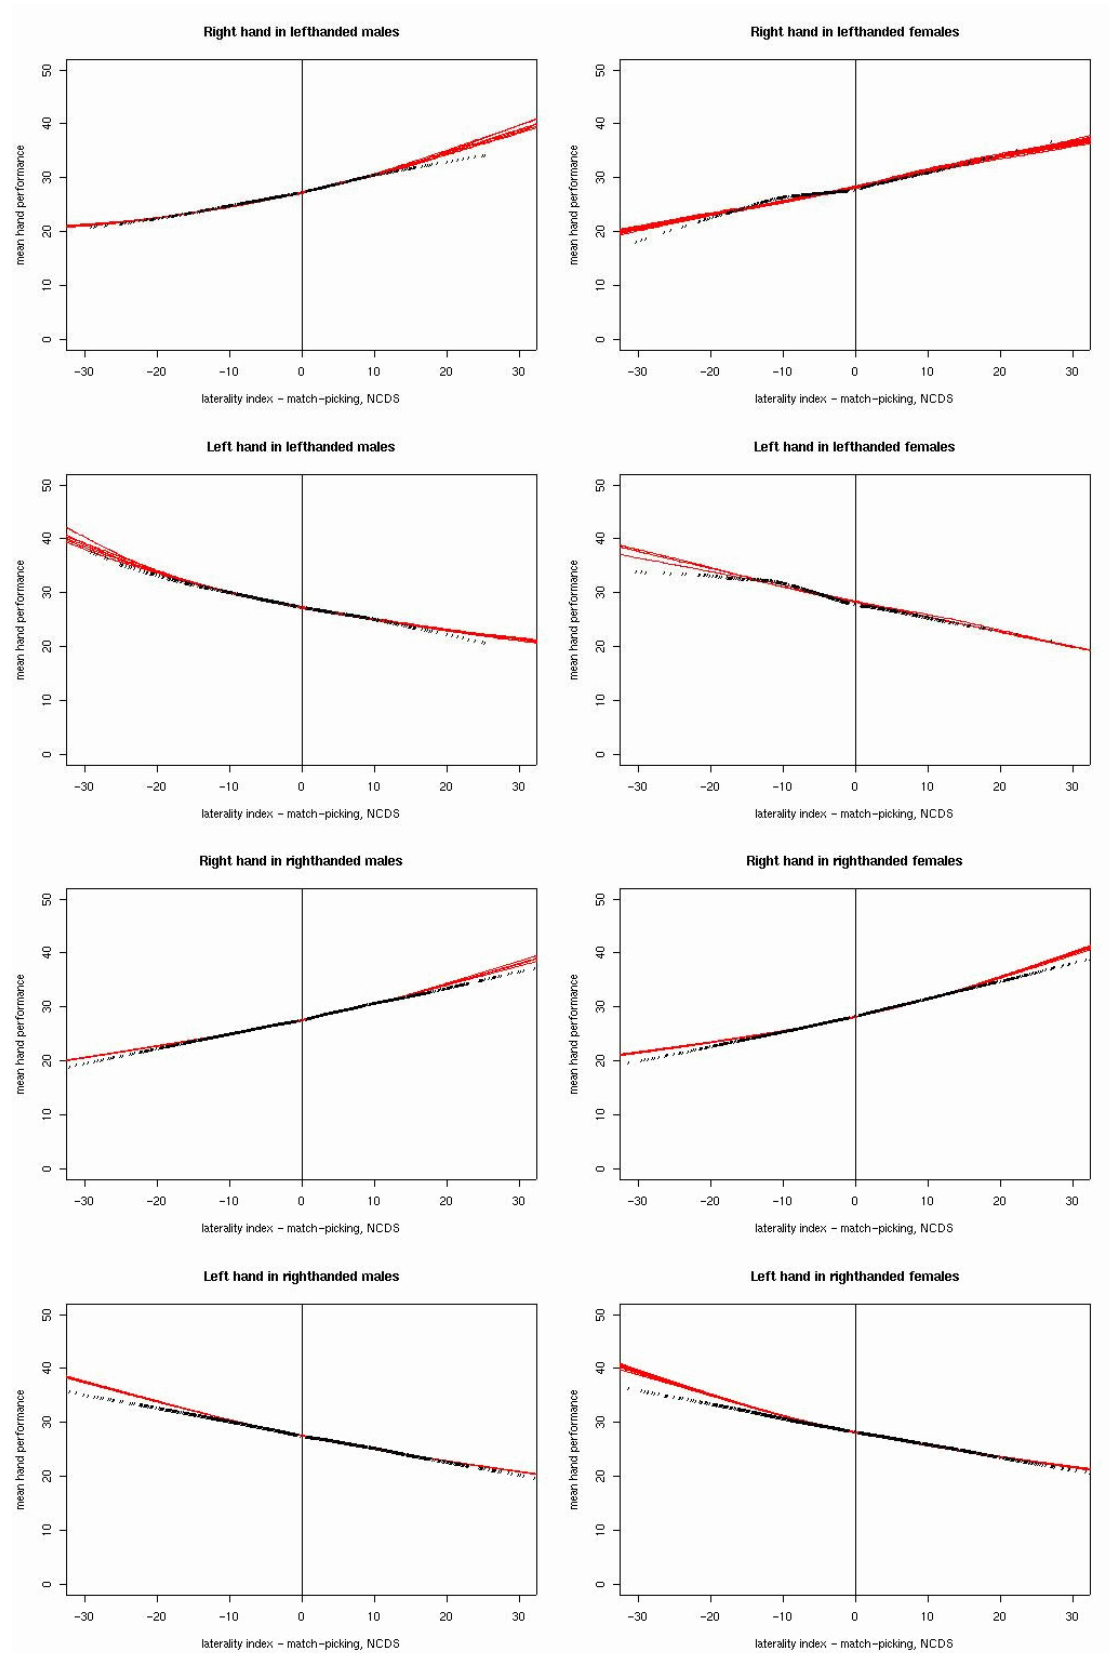 Right hand in lefthanded males
Right hand in lefthanded females
mean hand performance
50
40
30
20
10
0
-30 -20 -10 0 10 20 30
laterality index - match-picking, NCDS
mean hand performance
50
40
30
20
10
0
-30 -20 -10 0 10 20 30
laterality index - match-picking, NCDS
Left hand in lefthanded males
Left hand in lefthanded females
mean hand performance
50
40
30
20
10
0
-30 -20 -10 0 10 20 30
laterality index - match-picking, NCDS
mean hand performance
50
40
30
20
10
0
-30 -20 -10 0 10 20 30
laterality index - match-picking, NCDS
Right hand in righthanded males
Right hand in righthanded females
mean hand performance
50
40
30
20
10
0
-30 -20 -10 0 10 20 30
laterality index - match-picking, NCDS
mean hand performance
50
40
30
20
10
0
-30 -20 -10 0 10 20 30
laterality index - match-picking, NCDS
Left hand in righthanded males
Left hand in righthanded females
mean hand performance
50
40
30
20
10
0
-30 -20 -10 0 10 20 30
laterality index - match-picking, NCDS
mean hand performance
50
40
30
20
10
0
-30 -20 -10 0 10 20 30
laterality index - match-picking, NCDS